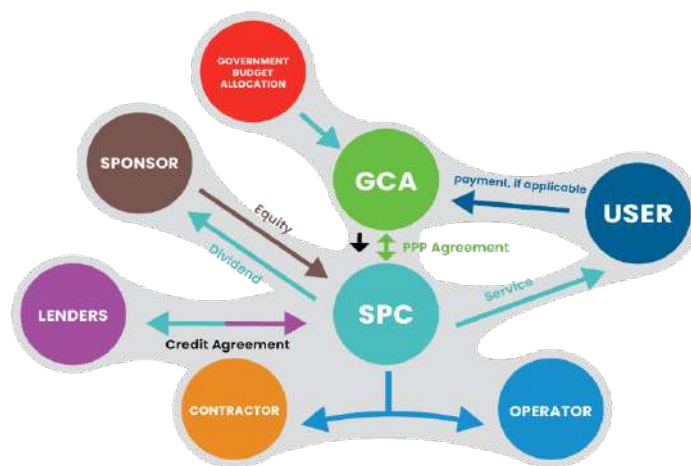 GOVERNMENT
BUDGET
ALLOCATION
SPONSOR
GCA
payment, if applicable
USER
Equity
Dividend
PPP Agreement
LENDERS
SPC
Service
Credit Agreement
CONTRACTOR
OPERATOR